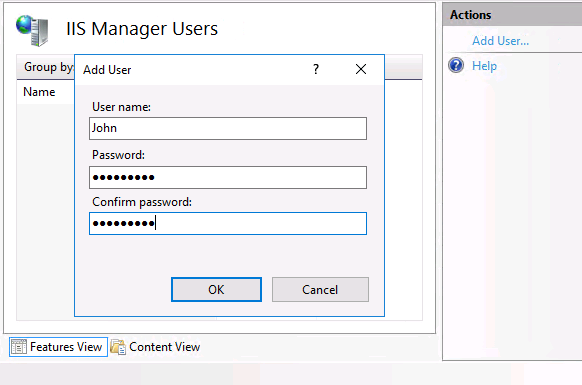 IIS Manager Users
Group by:
Name
Add User
?
User name:
John
Password:
●●●●●●●●●
Confirm password:
●●●●●●●●●
OK
Cancel
Features View
Content View
Actions
Add User...
? Help